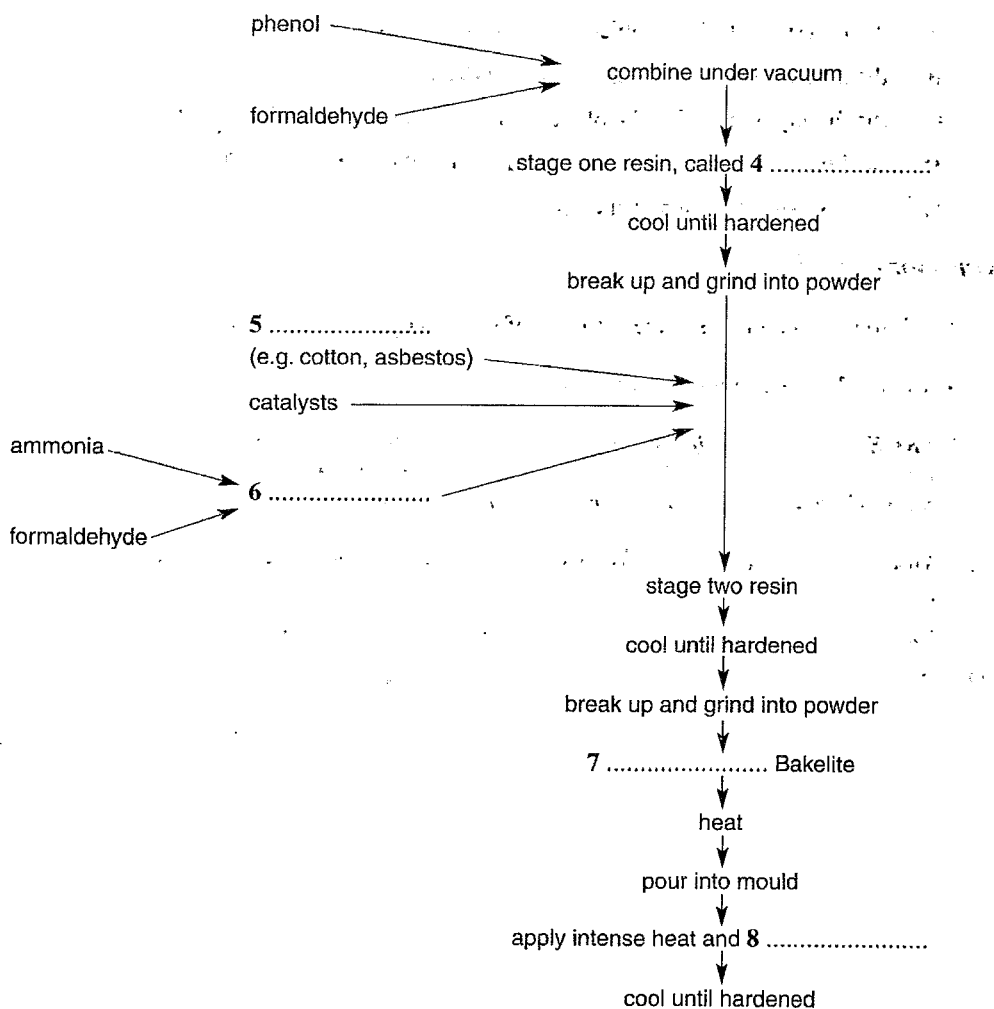 phenol
combine under vacuum
formaldehyde
stage one resin, called 4 ........................
cool until hardened
break up and grind into powder
5 ........................
(e.g. cotton, asbestos)
catalysts
ammonia
6 ........................
formaldehyde
stage two resin
cool until hardened
break up and grind into powder
7 ........................ Bakelite
heat
pour into mould
apply intense heat and 8 ........................
cool until hardened